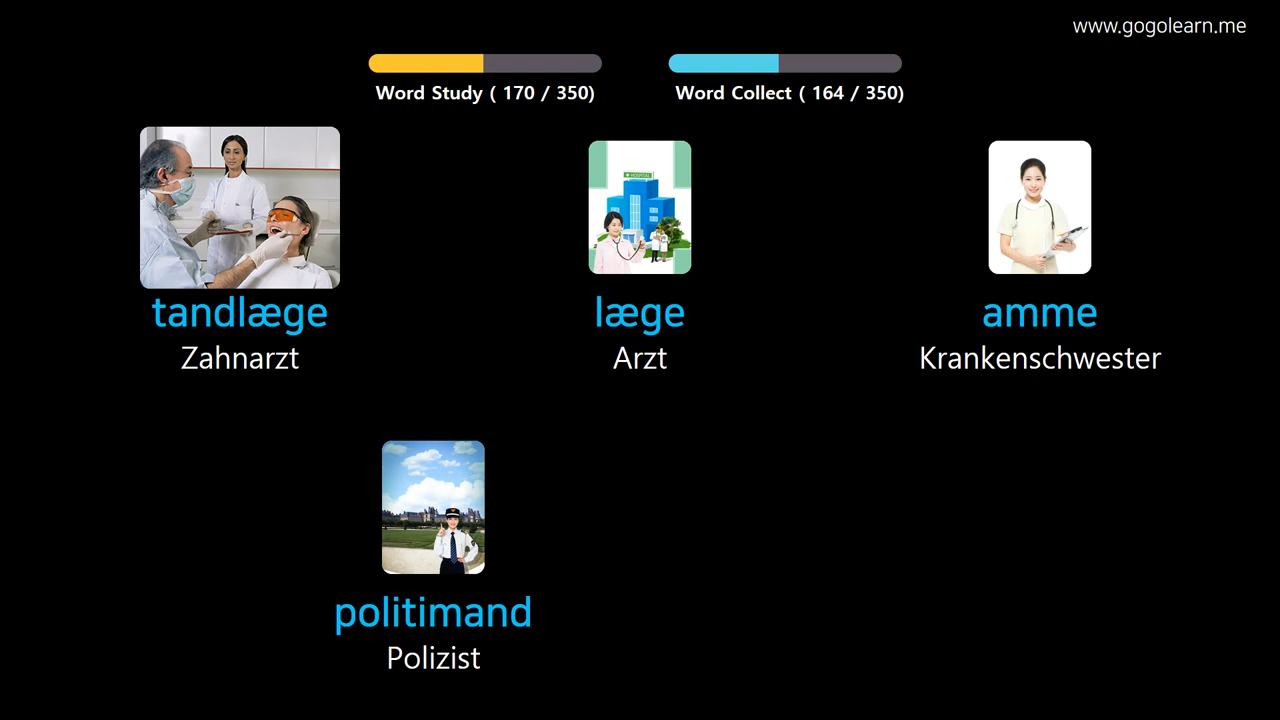 www.gogolearn.me
Word Study ( 170 / 350)
Word Collect ( 164 / 350)
HOSPITAL
tandlæge
Zahnarzt
læge
Arzt
amme
Krankenschwester
politimand
Polizist